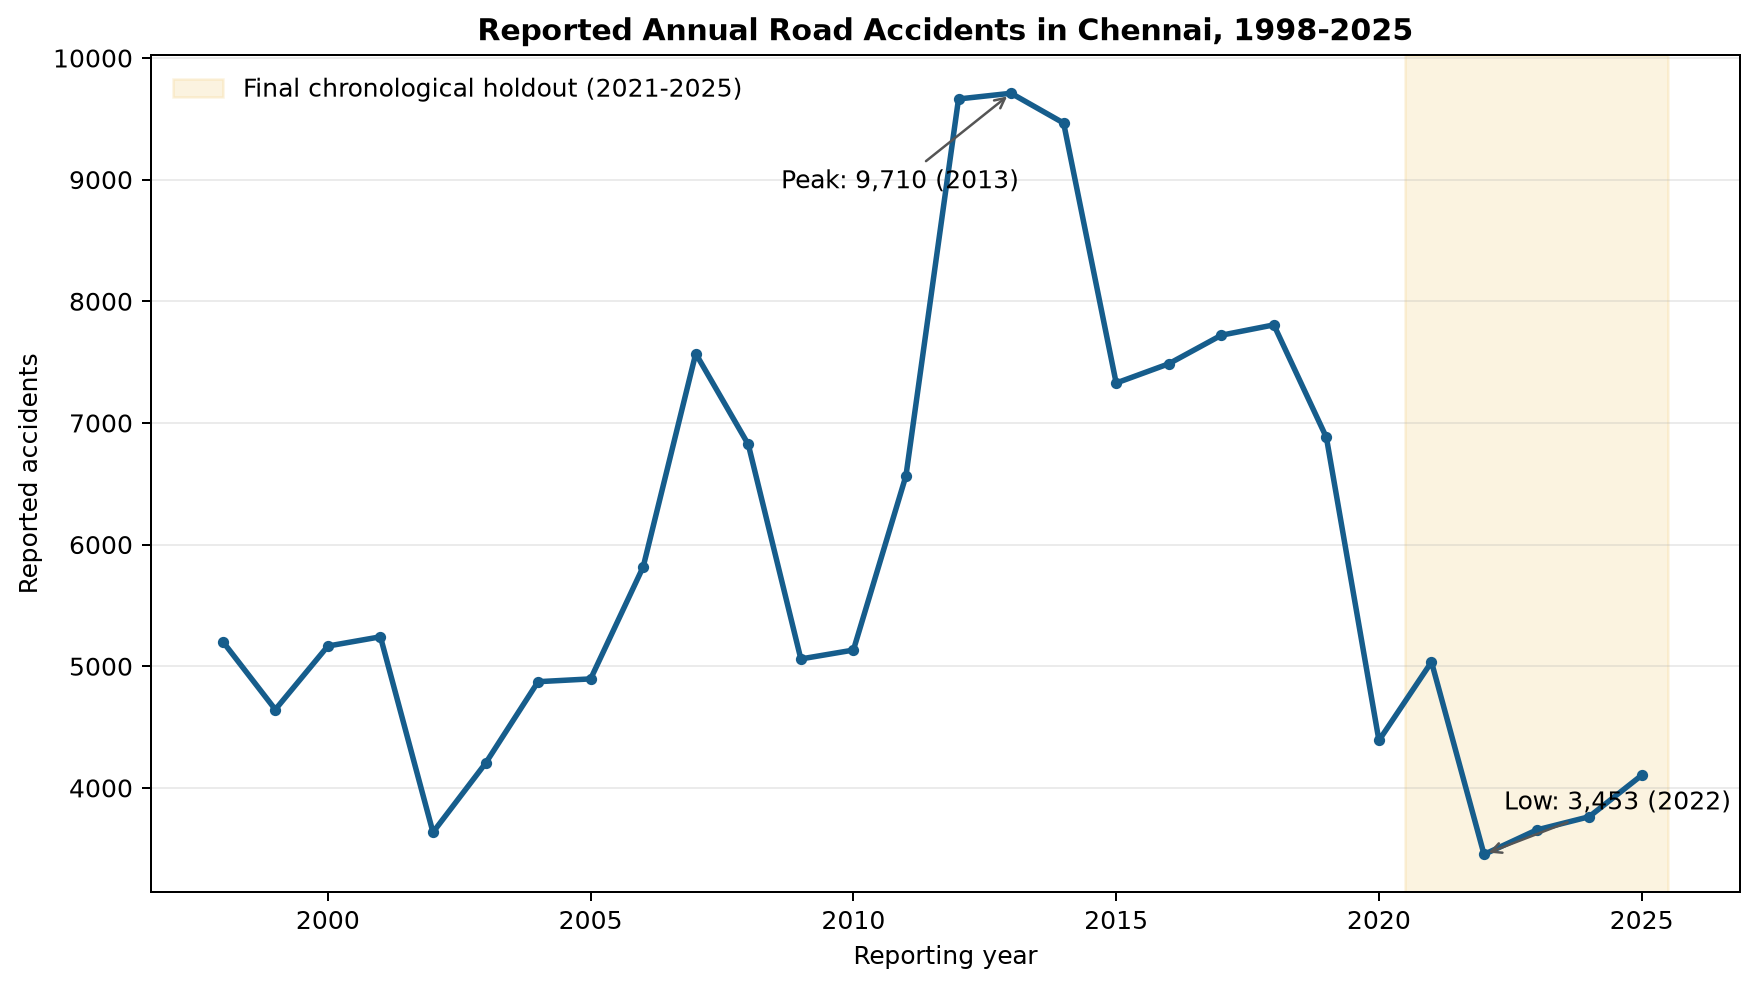 Reported Annual Road Accidents in Chennai, 1998-2025
Final chronological holdout (2021-2025)
Peak: 9,710 (2013)
Low: 3,453 (2022)
Reported accidents
10000
9000
8000
7000
6000
5000
4000
2000
2005
2010
2015
2020
2025
Reporting year